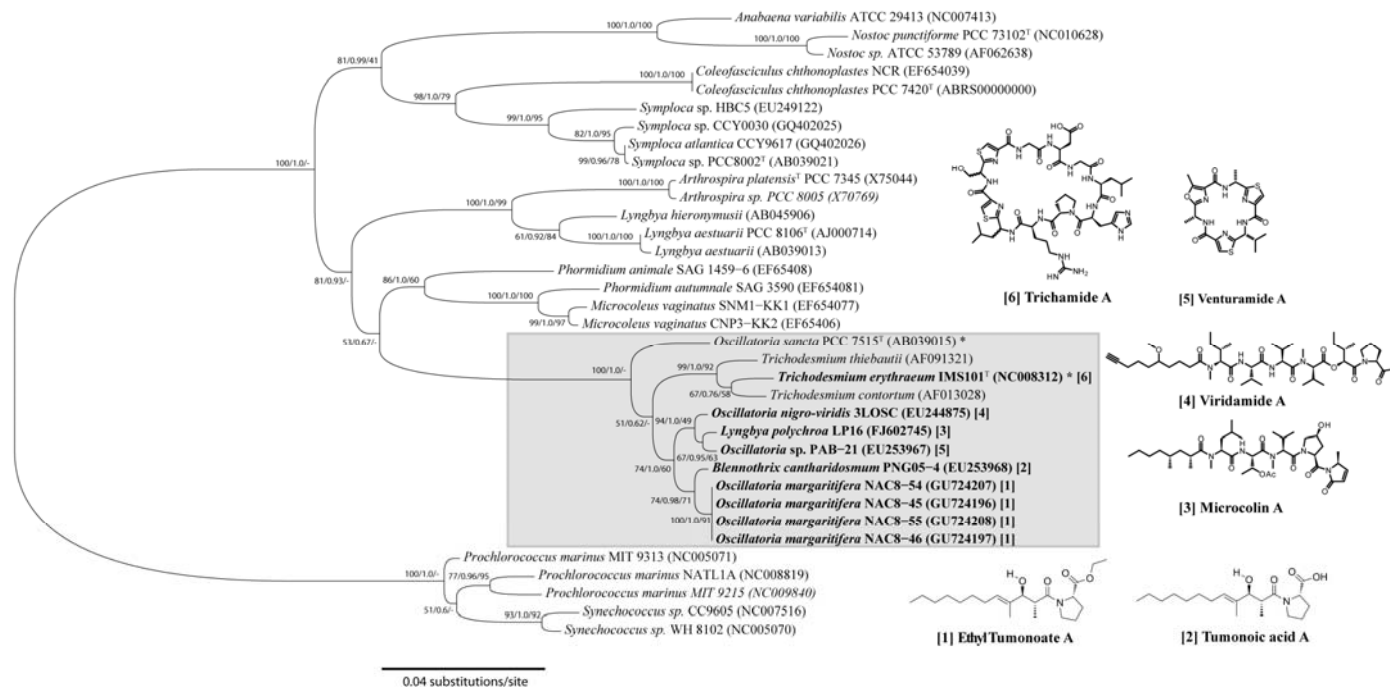 Anabaena variabilis ATCC 29413 (NC007413)
100/1.0/100
Nostoc punctiforme PCC 73102ᵀ (NC010628)
100/1.0/100
Nostoc sp. ATCC 53789 (AF062638)
81/0.99/41
Coleofasciculus chthonoplastes NCR (EF654039)
100/1.0/100
Coleofasciculus chthonoplastes PCC 7420ᵀ (ABRS00000000)
98/1.0/79
Symploca sp. HBC5 (EU249122)
99/1.0/95
Symploca sp. CCY0030 (GQ402025)
82/1.0/95
Symploca atlantica CCY9617 (GQ402026)
99/0.96/78
Symploca sp. PCC8002ᵀ (AB039021)
100/1.0/-
Arthrospira platensisᵀ PCC 7345 (X75044)
100/1.0/100
Arthrospira sp. PCC 8005 (X70769)
100/1.0/99
Lyngbya hieronymusii (AB045906)
61/0.92/84
Lyngbya aestuarii PCC 8106ᵀ (AJ000714)
100/1.0/100
Lyngbya aestuarii (AB039013)
81/0.93/-
Phormidium animale SAG 1459−6 (EF65408)
86/1.0/60
Phormidium autumnale SAG 3590 (EF654081)
100/1.0/100
Microcoleus vaginatus SNM1−KK1 (EF654077)
99/1.0/97
Microcoleus vaginatus CNP3−KK2 (EF65406)
53/0.67/-
Oscillatoria sancta PCC 7515ᵀ (AB039015) *
100/1.0/-
Trichodesmium thiebautii (AF091321)
99/1.0/92
Trichodesmium erythraeum IMS101ᵀ (NC008312) * [6]
67/0.76/58
Trichodesmium contortum (AF013028)
51/0.62/-
94/1.0/49
Oscillatoria nigro-viridis 3LOSC (EU244875) [4]
Lyngbya polychroa LP16 (FJ602745) [3]
67/0.95/63
Oscillatoria sp. PAB−21 (EU253967) [5]
74/1.0/60
Blennothrix cantharidosmum PNG05−4 (EU253968) [2]
74/0.98/71
Oscillatoria margaritifera NAC8−54 (GU724207) [1]
Oscillatoria margaritifera NAC8−45 (GU724196) [1]
100/1.0/91
Oscillatoria margaritifera NAC8−55 (GU724208) [1]
Oscillatoria margaritifera NAC8−46 (GU724197) [1]
Prochlorococcus marinus MIT 9313 (NC005071)
100/1.0/-
77/0.96/95
Prochlorococcus marinus NATL1A (NC008819)
Prochlorococcus marinus MIT 9215 (NC009840)
51/0.6/-
93/1.0/92
Synechococcus sp. CC9605 (NC007516)
Synechococcus sp. WH 8102 (NC005070)
0.04 substitutions/site
[6] Trichamide A
[5] Venturamide A
[4] Viridamide A
[3] Microcolin A
[1] Ethyl Tumonoate A
[2] Tumonoic acid A